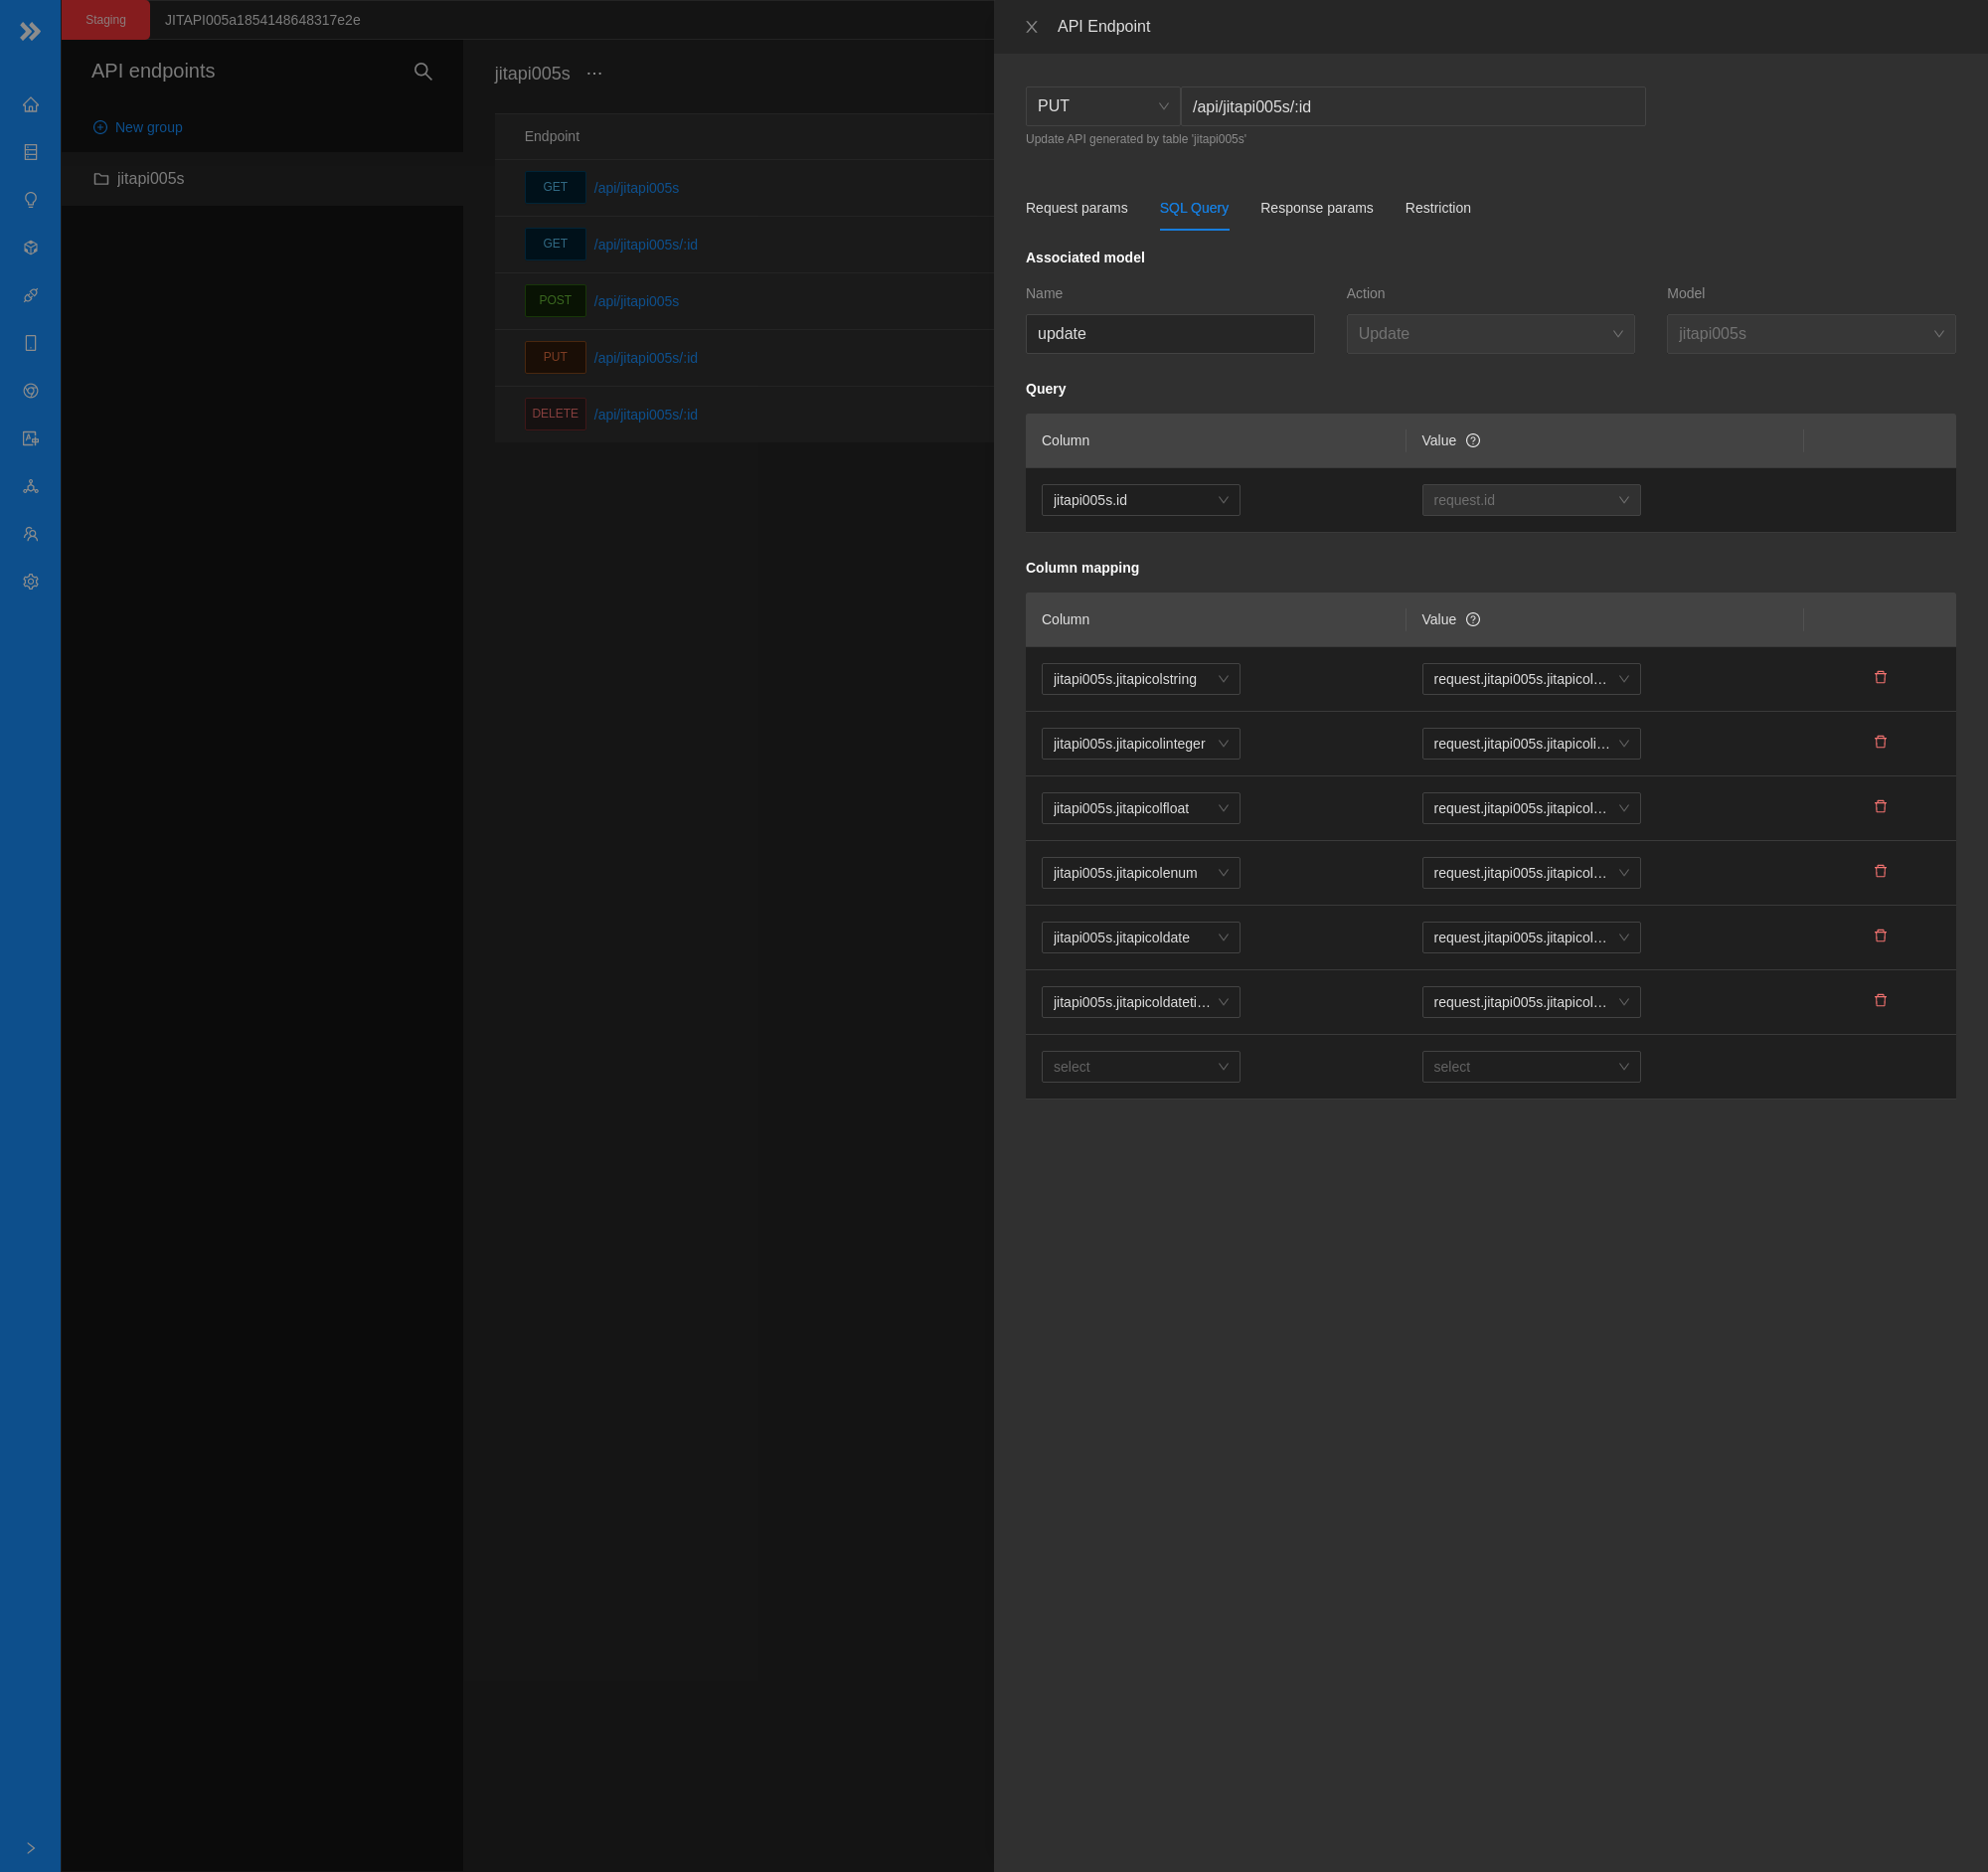 Staging
JITAPI005a1854148648317e2e
API endpoints
New group
jitapi005s
jitapi005s
Endpoint
GET /api/jitapi005s
GET /api/jitapi005s/:id
POST /api/jitapi005s
PUT /api/jitapi005s/:id
DELETE /api/jitapi005s/:id
API Endpoint
PUT /api/jitapi005s/:id
Update API generated by table 'jitapi005s'
Request params SQL Query Response params Restriction
Associated model
Name Action Model
update Update jitapi005s
Query
Column Value
jitapi005s.id request.id
Column mapping
Column Value
jitapi005s.jitapicolstring request.jitapi005s.jitapicol…
jitapi005s.jitapicolinteger request.jitapi005s.jitapicoli…
jitapi005s.jitapicolfloat request.jitapi005s.jitapicol…
jitapi005s.jitapicolenum request.jitapi005s.jitapicol…
jitapi005s.jitapicoldate request.jitapi005s.jitapicol…
jitapi005s.jitapicoldateti… request.jitapi005s.jitapicol…
select select